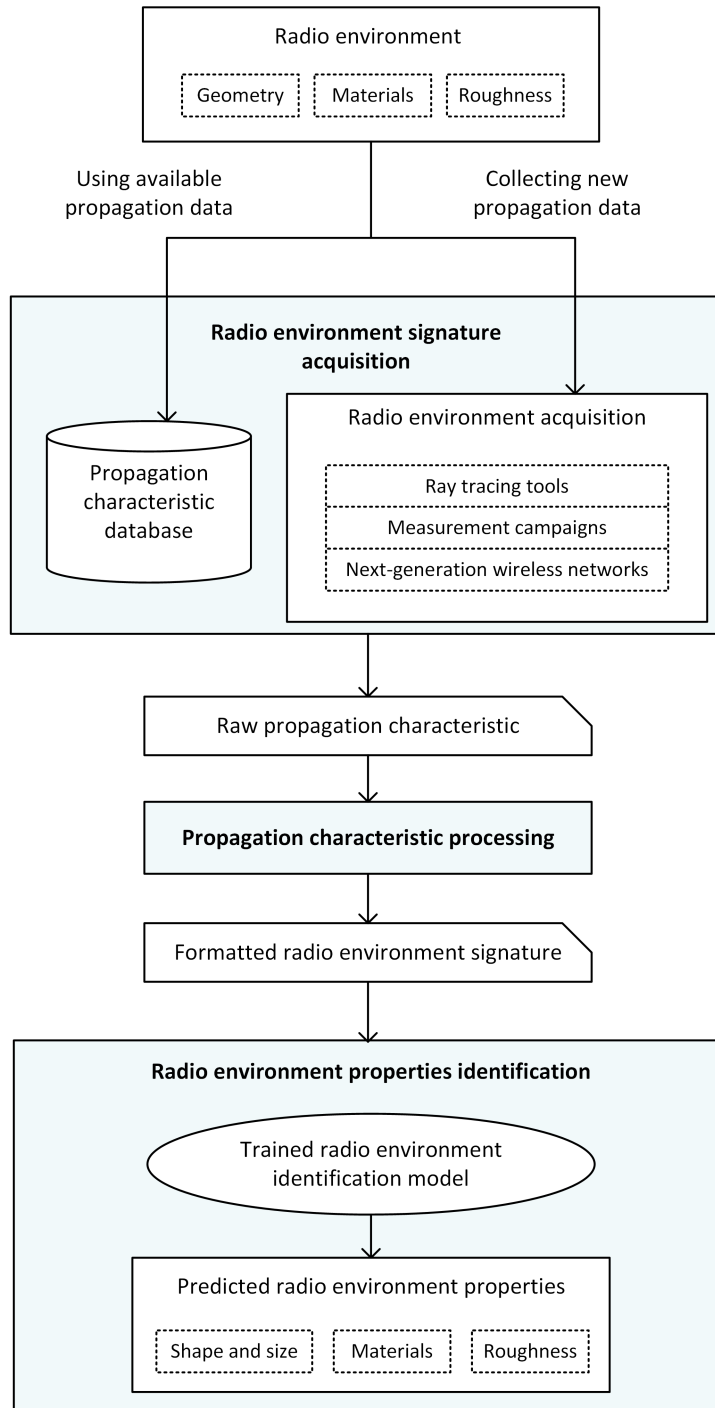 Radio environment
Geometry
Materials
Roughness
Using available
propagation data
Collecting new
propagation data
Radio environment signature
acquisition
Propagation
characteristic
database
Radio environment acquisition
Ray tracing tools
Measurement campaigns
Next-generation wireless networks
Raw propagation characteristic
Propagation characteristic processing
Formatted radio environment signature
Radio environment properties identification
Trained radio environment
identification model
Predicted radio environment properties
Shape and size
Materials
Roughness